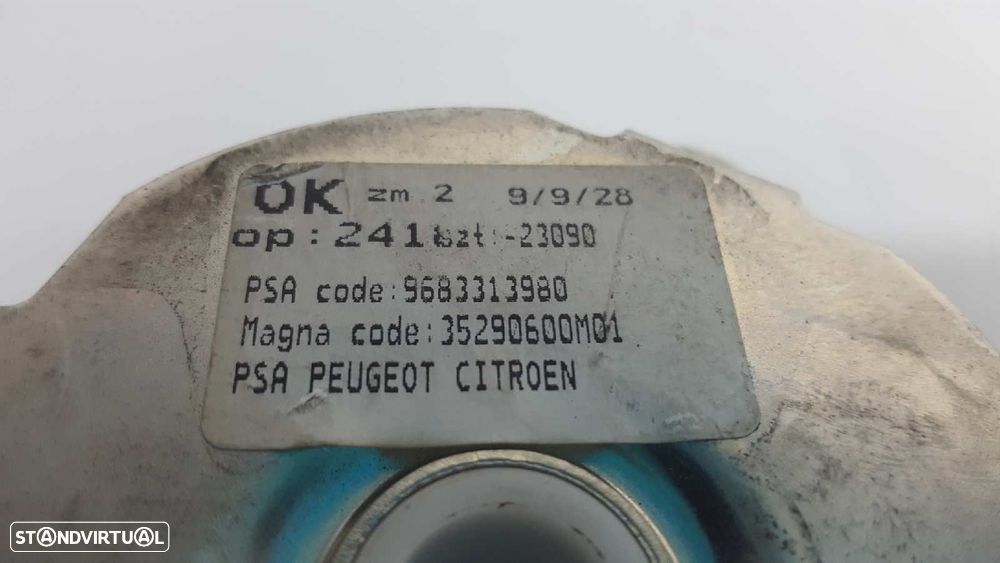 OK zm 2 9/9/28
op:241 szt:-23090
PSA code:9683313980
Magna code:35290600M01
PSA PEUGEOT CITROEN
STANDVIRTUAL